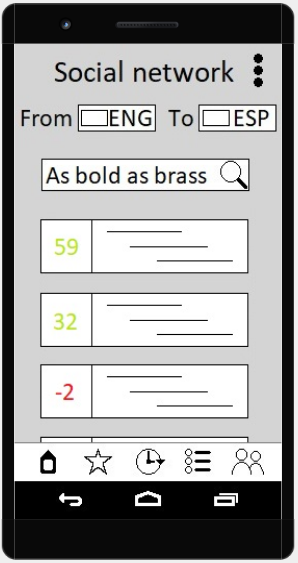 Social network
From ENG To ESP
As bold as brass
59
32
-2